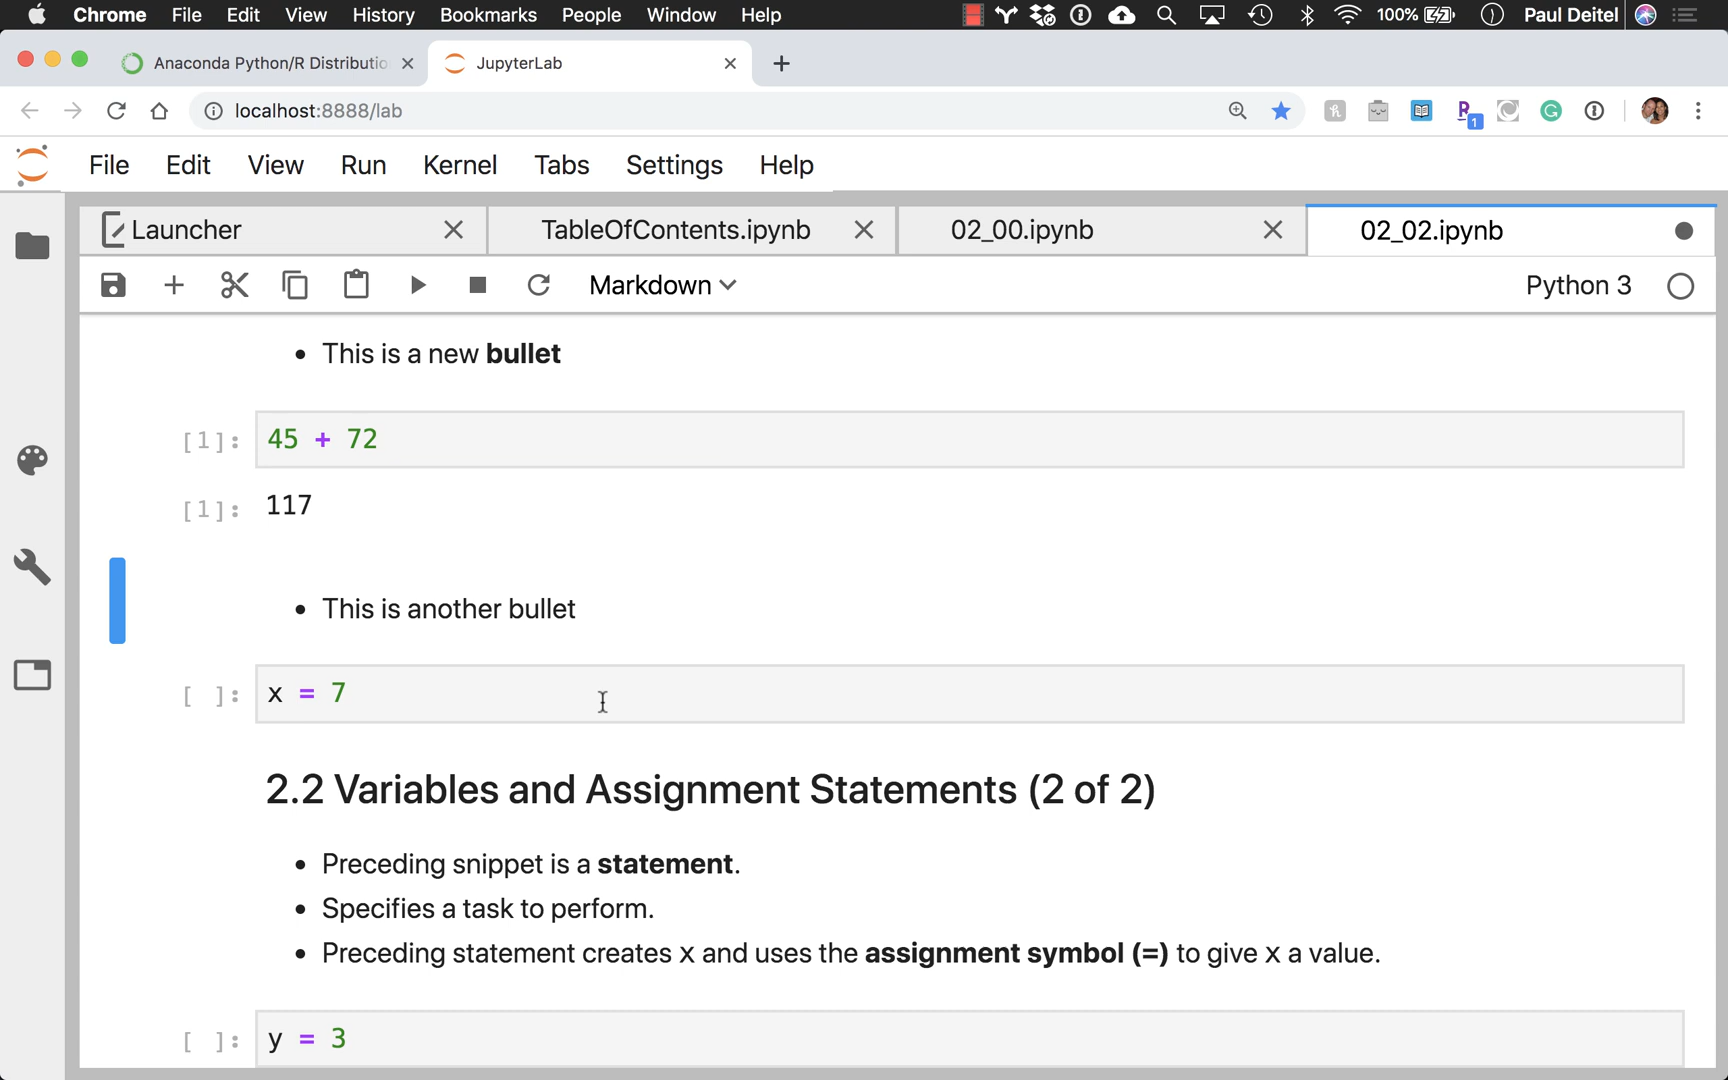 Chrome File Edit View History Bookmarks People Window Help 100% Paul Deitel
Anaconda Python/R Distributio JupyterLab
localhost:8888/lab
1
File Edit View Run Kernel Tabs Settings Help
Launcher TableOfContents.ipynb 02_00.ipynb 02_02.ipynb
Markdown Python 3
• This is a new bullet
[1]: 45 + 72
[1]: 117
• This is another bullet
[ ]: x = 7
2.2 Variables and Assignment Statements (2 of 2)
• Preceding snippet is a statement.
• Specifies a task to perform.
• Preceding statement creates x and uses the assignment symbol (=) to give x a value.
[ ]: y = 3